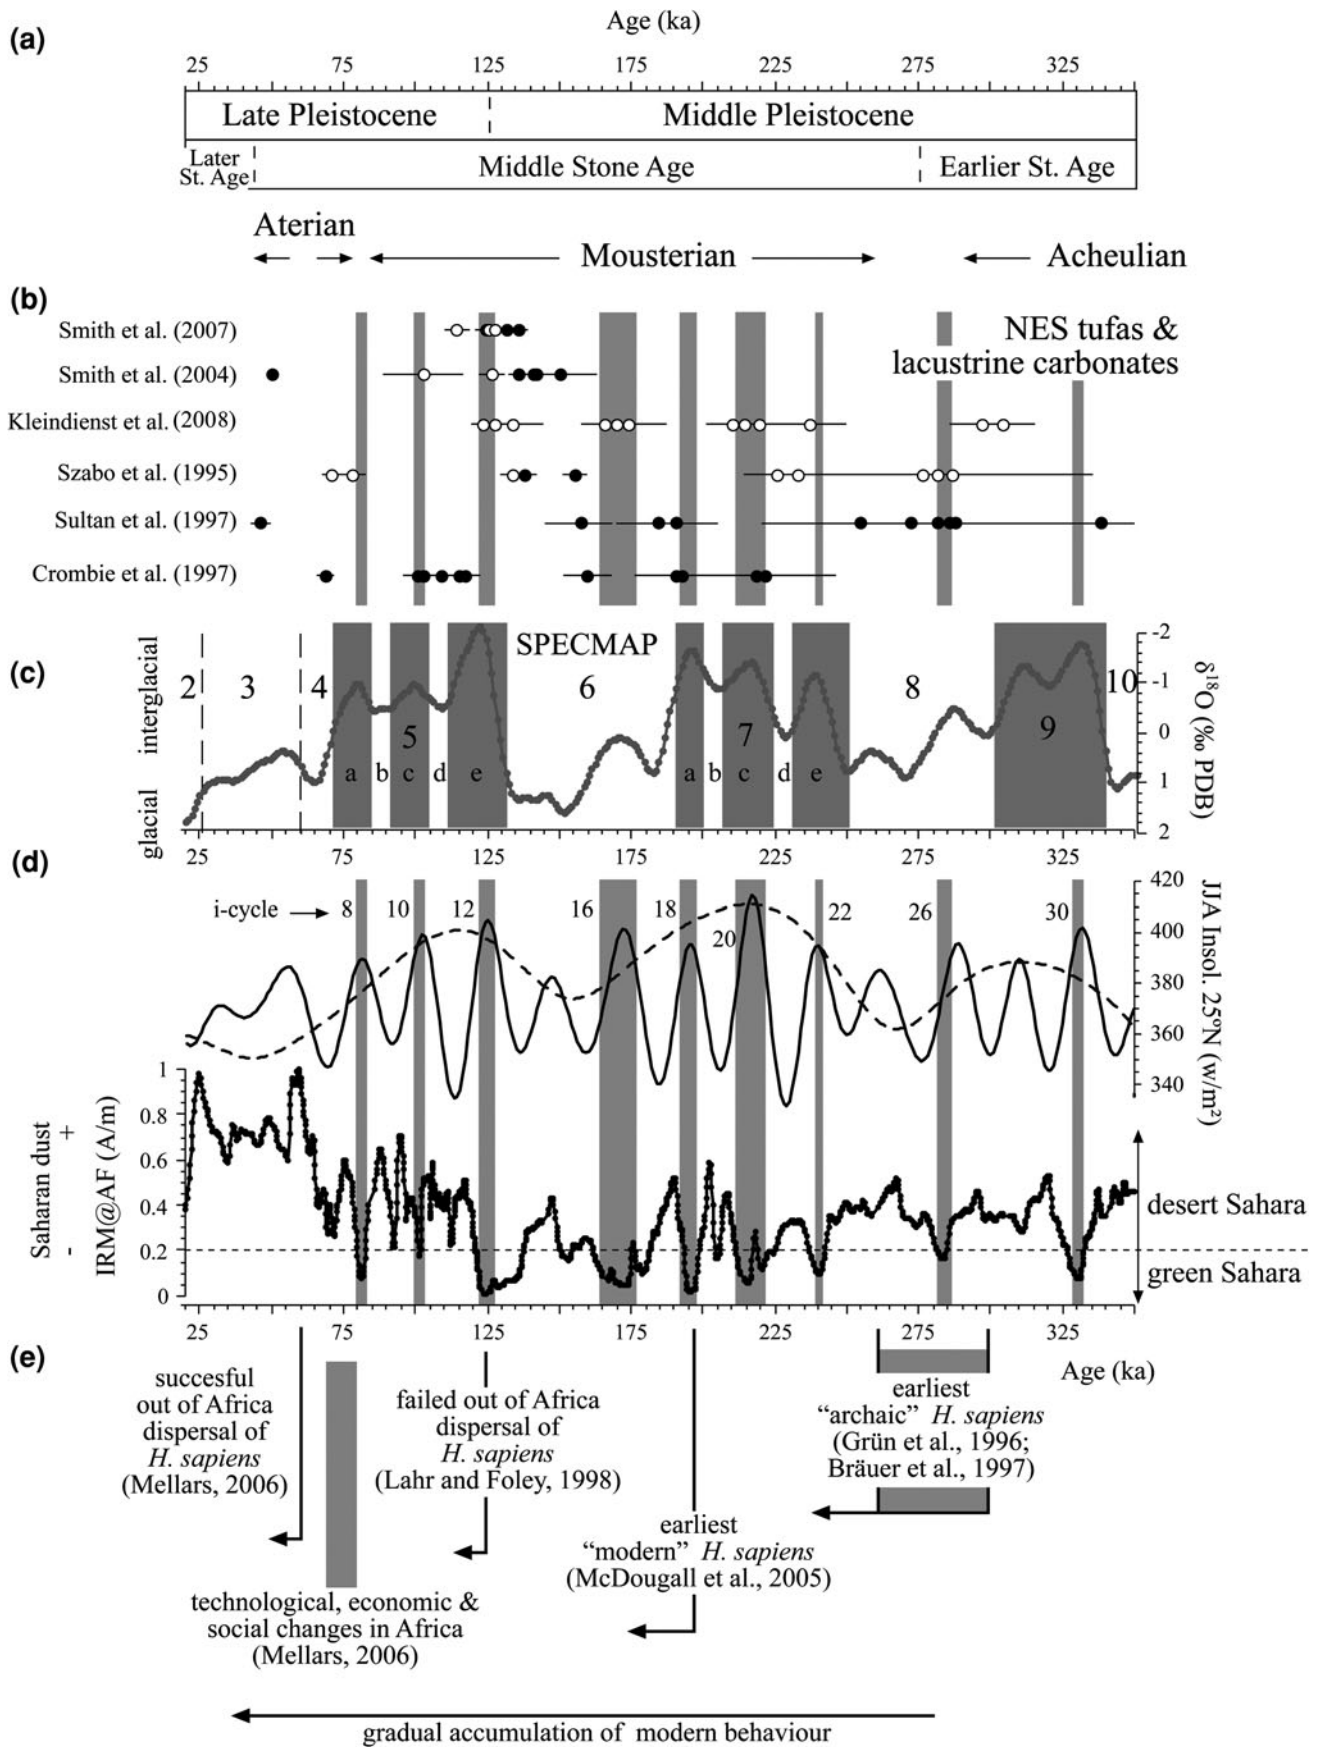 (a)
Age (ka)
25 75 125 175 225 275 325
Late Pleistocene Middle Pleistocene
Later
St. Age
Middle Stone Age Earlier St. Age
Aterian
Mousterian Acheulian
(b)
NES tufas &
lacustrine carbonates
Smith et al. (2007)
Smith et al. (2004)
Kleindienst et al. (2008)
Szabo et al. (1995)
Sultan et al. (1997)
Crombie et al. (1997)
(c)
glacial interglacial
SPECMAP
2 3 4 5 6 7 8 9 10
a b c d e a b c d e
-2
-1
0
1
2
δ18O (‰ PDB)
25 75 125 175 225 275 325
(d)
i-cycle 8 10 12 16 18 20 22 26 30
420
400
380
360
340
JJA Insol. 25ºN (w/m2)
1
0.8
0.6
0.4
0.2
0
Saharan dust
- +
IRM@AF (A/m)
desert Sahara
green Sahara
25 75 125 175 225 275 325
Age (ka)
(e)
succesful
out of Africa
dispersal of
H. sapiens
(Mellars, 2006)
failed out of Africa
dispersal of
H. sapiens
(Lahr and Foley, 1998)
earliest
“archaic” H. sapiens
(Grün et al., 1996;
Bräuer et al., 1997)
earliest
“modern” H. sapiens
(McDougall et al., 2005)
technological, economic &
social changes in Africa
(Mellars, 2006)
gradual accumulation of modern behaviour